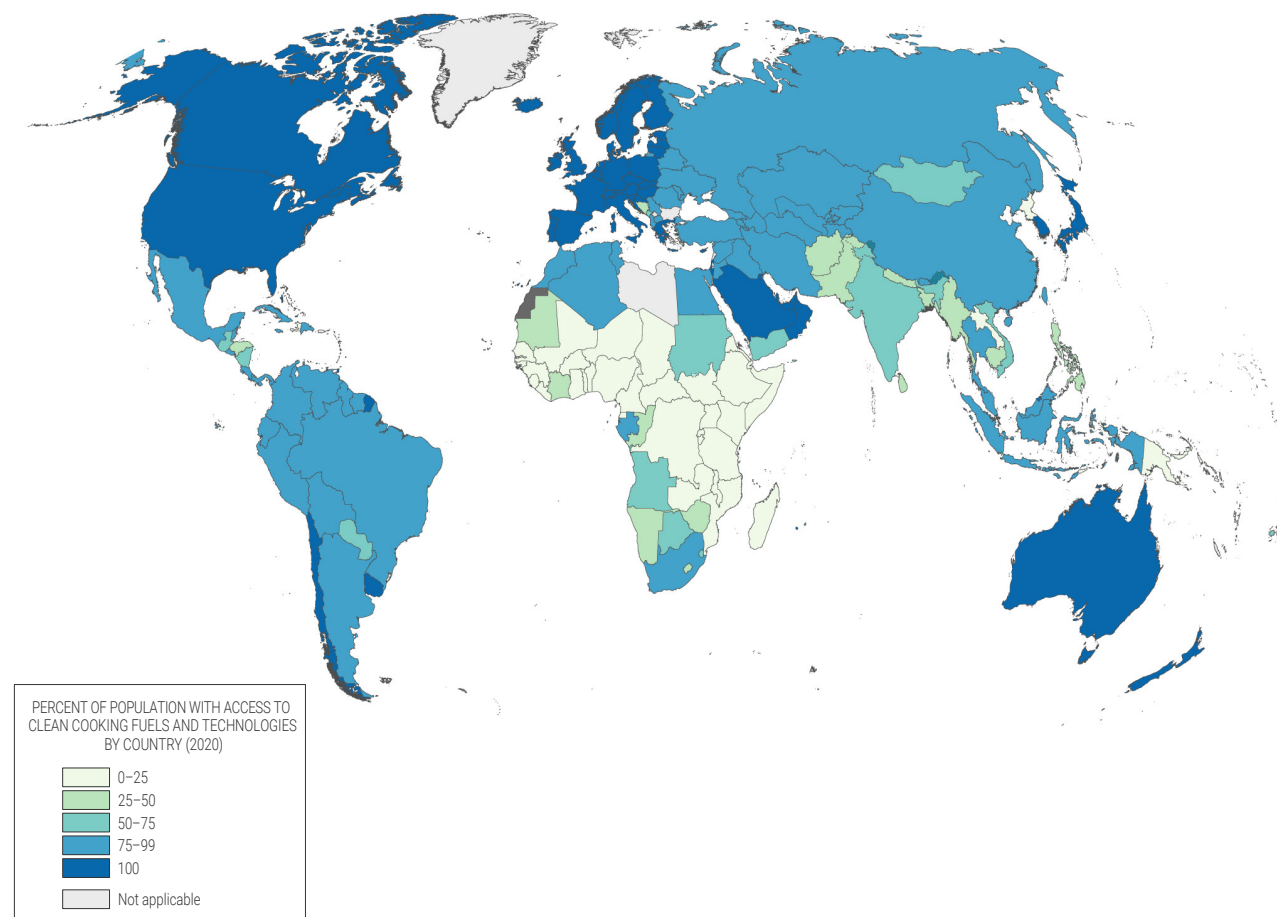 PERCENT OF POPULATION WITH ACCESS TO
CLEAN COOKING FUELS AND TECHNOLOGIES
BY COUNTRY (2020)
0–25
25–50
50–75
75–99
100
Not applicable